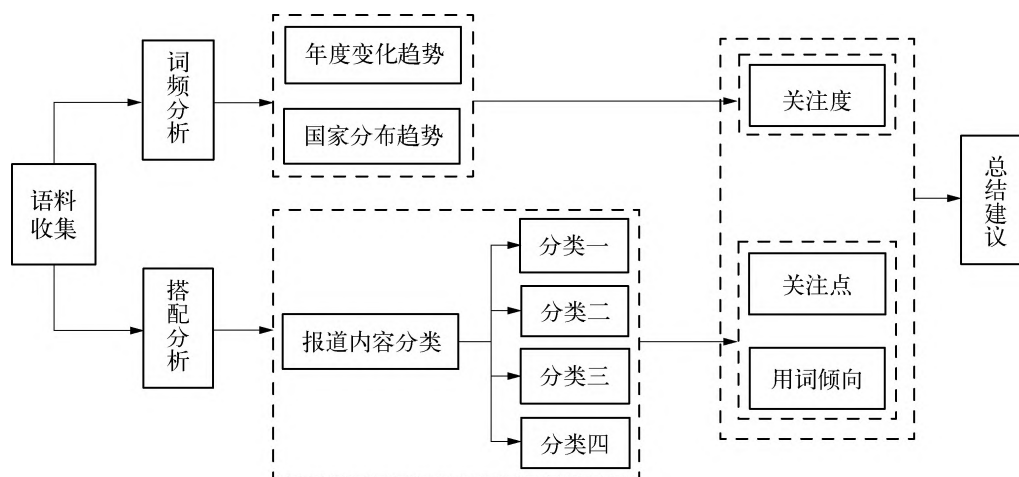 语料
收集
词频分析
搭配分析
年度变化趋势
国家分布趋势
报道内容分类
分类一
分类二
分类三
分类四
关注度
关注点
用词倾向
总结建议